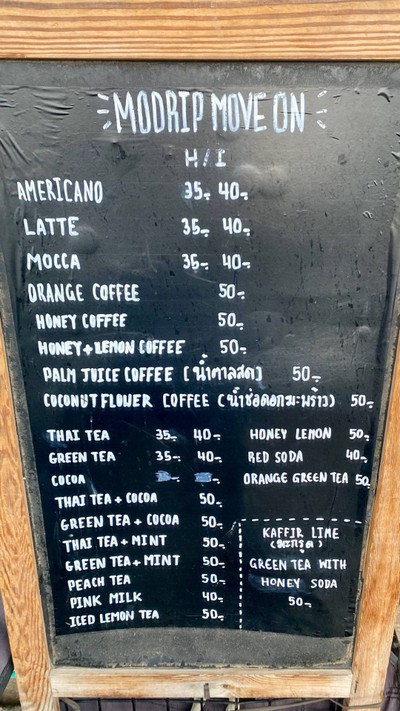 MODRIP MOVE ON
H / I
AMERICANO 35.- 40.-
LATTE 35.- 40.-
MOCCA 35.- 40.-
ORANGE COFFEE 50.-
HONEY COFFEE 50.-
HONEY + LEMON COFFEE 50.-
PALM JUICE COFFEE (น้ำตาลสด) 50.-
COCONUT FLOWER COFFEE (น้ำช่อดอกมะพร้าว) 50.-
THAI TEA 35.- 40.-
GREEN TEA 35.- 40.-
COCOA
THAI TEA + COCOA 50.-
GREEN TEA + COCOA 50.-
THAI TEA + MINT 50.-
GREEN TEA + MINT 50.-
PEACH TEA 50.-
PINK MILK 40.-
ICED LEMON TEA 50.-
HONEY LEMON 50.-
RED SODA 40.-
ORANGE GREEN TEA 50.
KAFFIR LIME
(มะกรูด)
GREEN TEA WITH
HONEY SODA
50.-